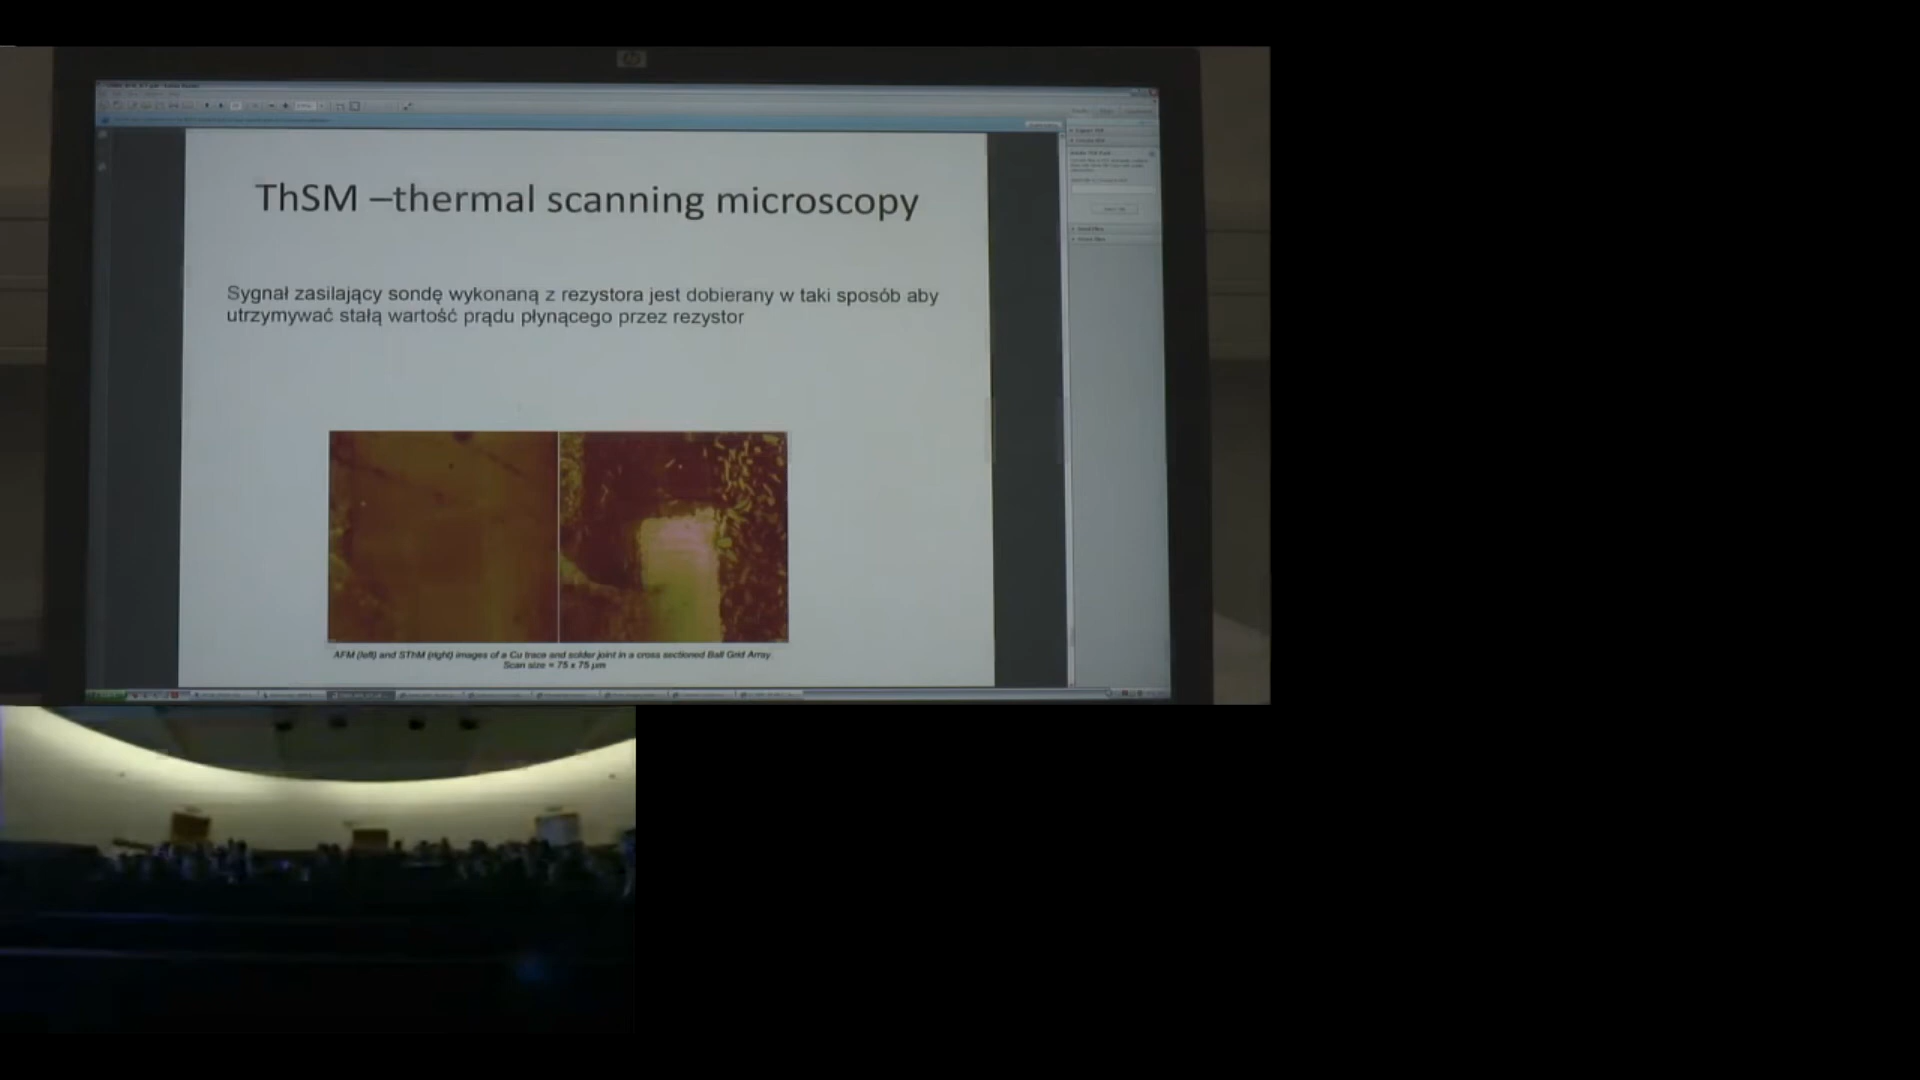 ThSM –thermal scanning microscopy
Sygnał zasilający sondę wykonaną z rezystora jest dobierany w taki sposób aby
utrzymywać stałą wartość prądu płynącego przez rezystor
AFM (left) and SThM (right) images of a Cu trace and solder joint in a cross sectioned Ball Grid Array.
Scan size = 75 x 75 µm